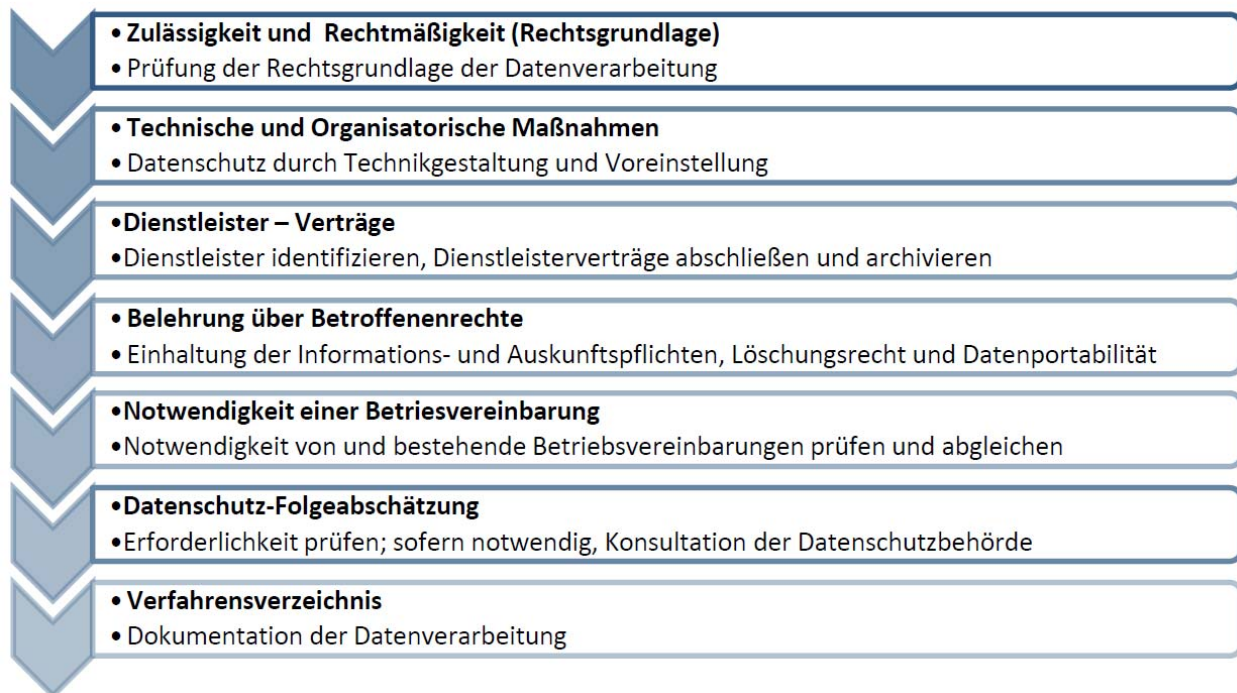 • Zulässigkeit und Rechtmäßigkeit (Rechtsgrundlage)
• Prüfung der Rechtsgrundlage der Datenverarbeitung
• Technische und Organisatorische Maßnahmen
• Datenschutz durch Technikgestaltung und Voreinstellung
•Dienstleister – Verträge
•Dienstleister identifizieren, Dienstleisterverträge abschließen und archivieren
• Belehrung über Betroffenenrechte
• Einhaltung der Informations- und Auskunftspflichten, Löschungsrecht und Datenportabilität
•Notwendigkeit einer Betriesvereinbarung
•Notwendigkeit von und bestehende Betriebsvereinbarungen prüfen und abgleichen
•Datenschutz-Folgeabschätzung
•Erforderlichkeit prüfen; sofern notwendig, Konsultation der Datenschutzbehörde
• Verfahrensverzeichnis
• Dokumentation der Datenverarbeitung